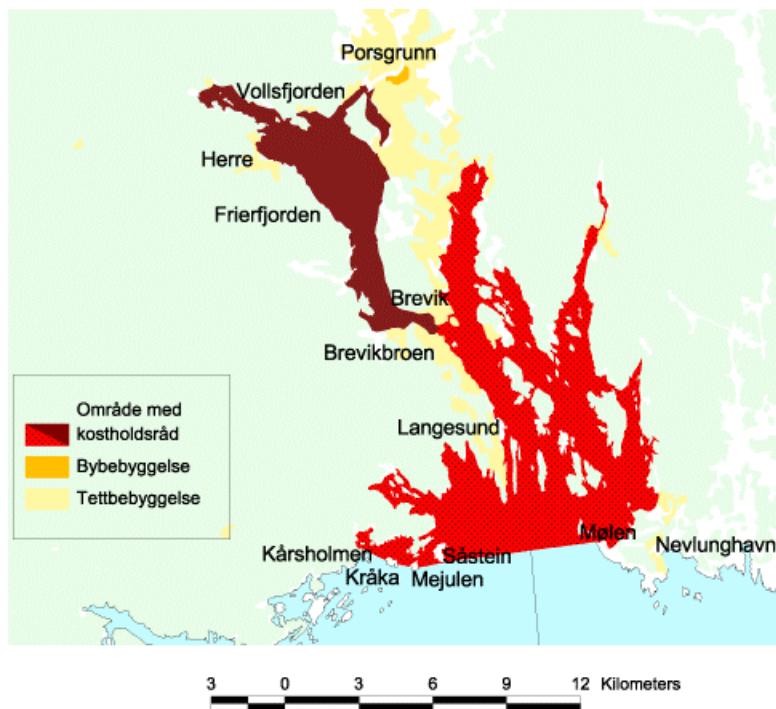 Porsgrunn
Vollsfjorden
Herre
Frierfjorden
Brevik
Brevikbroen
Langesund
Område med
kostholdsråd
Bybebyggelse
Tettbebyggelse
Mølen
Kårsholmen
Såstein
Nevlunghavn
Kråka
Mejulen
3 0 3 6 9 12 Kilometers